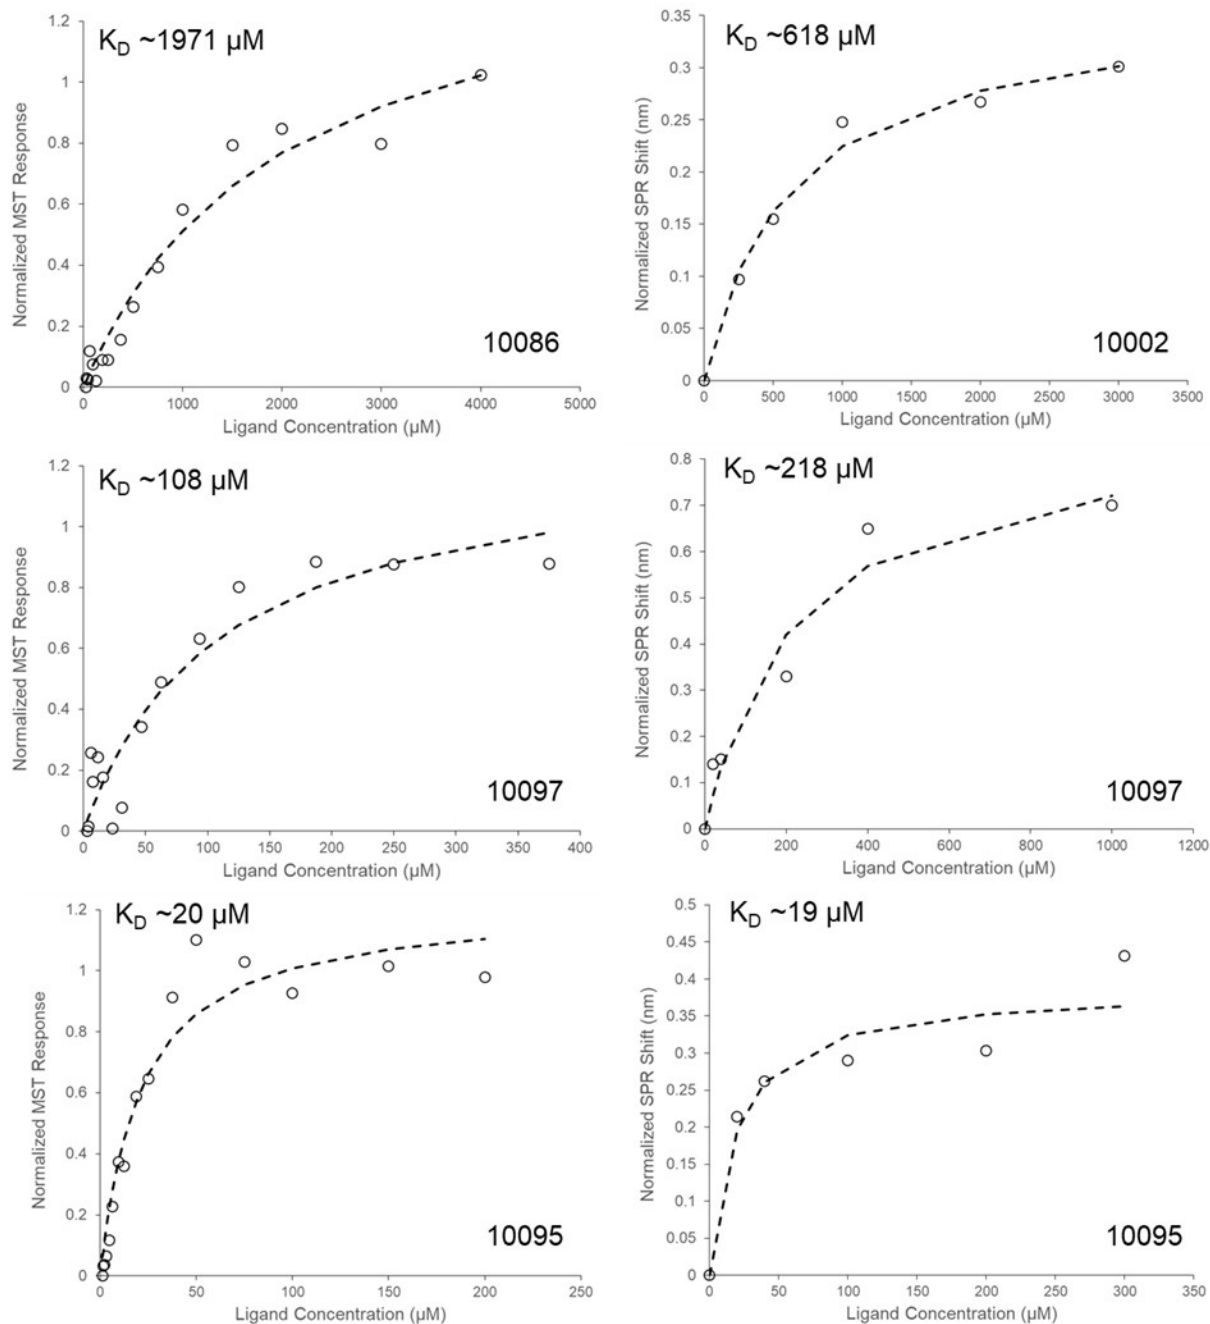 K_D ~1971 µM
Normalized MST Response
1.2
1
0.8
0.6
0.4
0.2
0
0 1000 2000 3000 4000 5000
Ligand Concentration (µM)
10086
K_D ~618 µM
Normalized SPR Shift (nm)
0.35
0.3
0.25
0.2
0.15
0.1
0.05
0
0 500 1000 1500 2000 2500 3000 3500
Ligand Concentration (µM)
10002
K_D ~108 µM
Normalized MST Response
1.2
1
0.8
0.6
0.4
0.2
0
0 50 100 150 200 250 300 350 400
Ligand Concentration (µM)
10097
K_D ~218 µM
Normalized SPR Shift (nm)
0.8
0.7
0.6
0.5
0.4
0.3
0.2
0.1
0
0 200 400 600 800 1000 1200
Ligand Concentration (µM)
10097
K_D ~20 µM
Normalized MST Response
1.2
1
0.8
0.6
0.4
0.2
0
0 50 100 150 200 250
Ligand Concentration (µM)
10095
K_D ~19 µM
Normalized SPR Shift (nm)
0.5
0.45
0.4
0.35
0.3
0.25
0.2
0.15
0.1
0.05
0
0 50 100 150 200 250 300 350
Ligand Concentration (µM)
10095